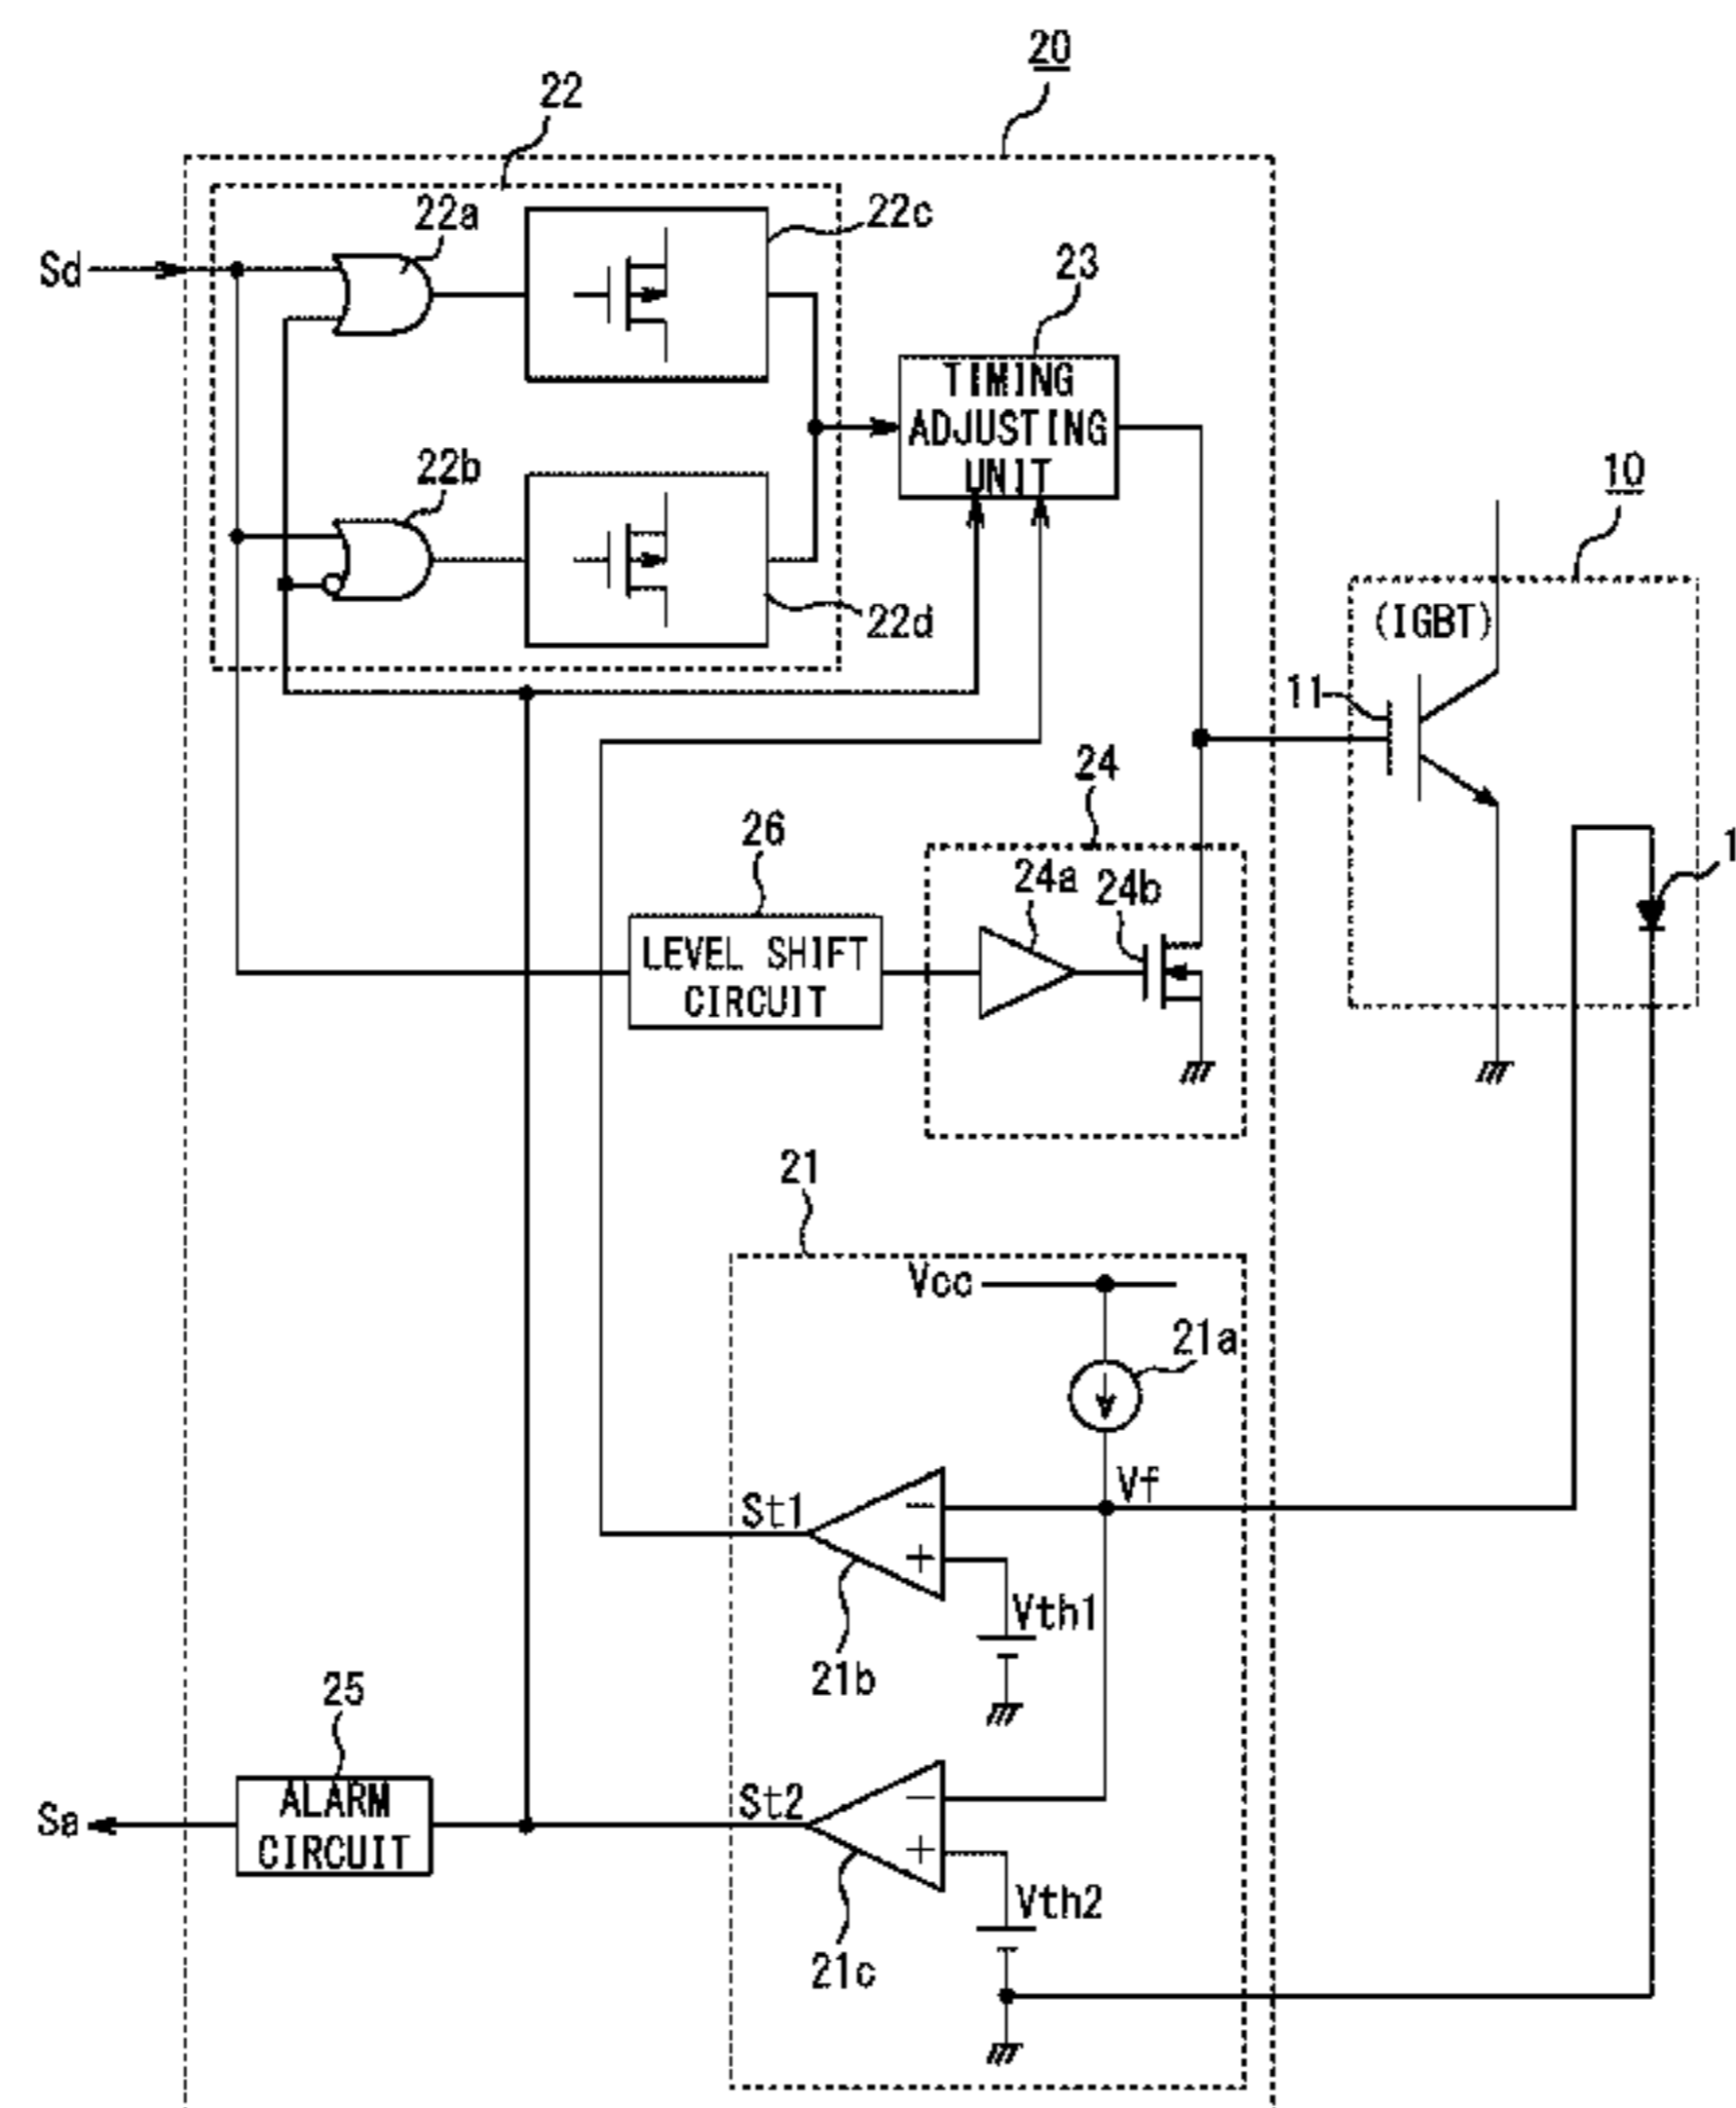 20
22
22a
22c
Sd
23
TIMING
ADJUSTING
UNIT
22b
22d
10
(IGBT)
11
24
26
24a
24b
1
LEVEL SHIFT
CIRCUIT
21
Vcc
21a
Vf
St1
-
+
Vth1
21b
25
ALARM
CIRCUIT
Sa
St2
-
+
Vth2
21c